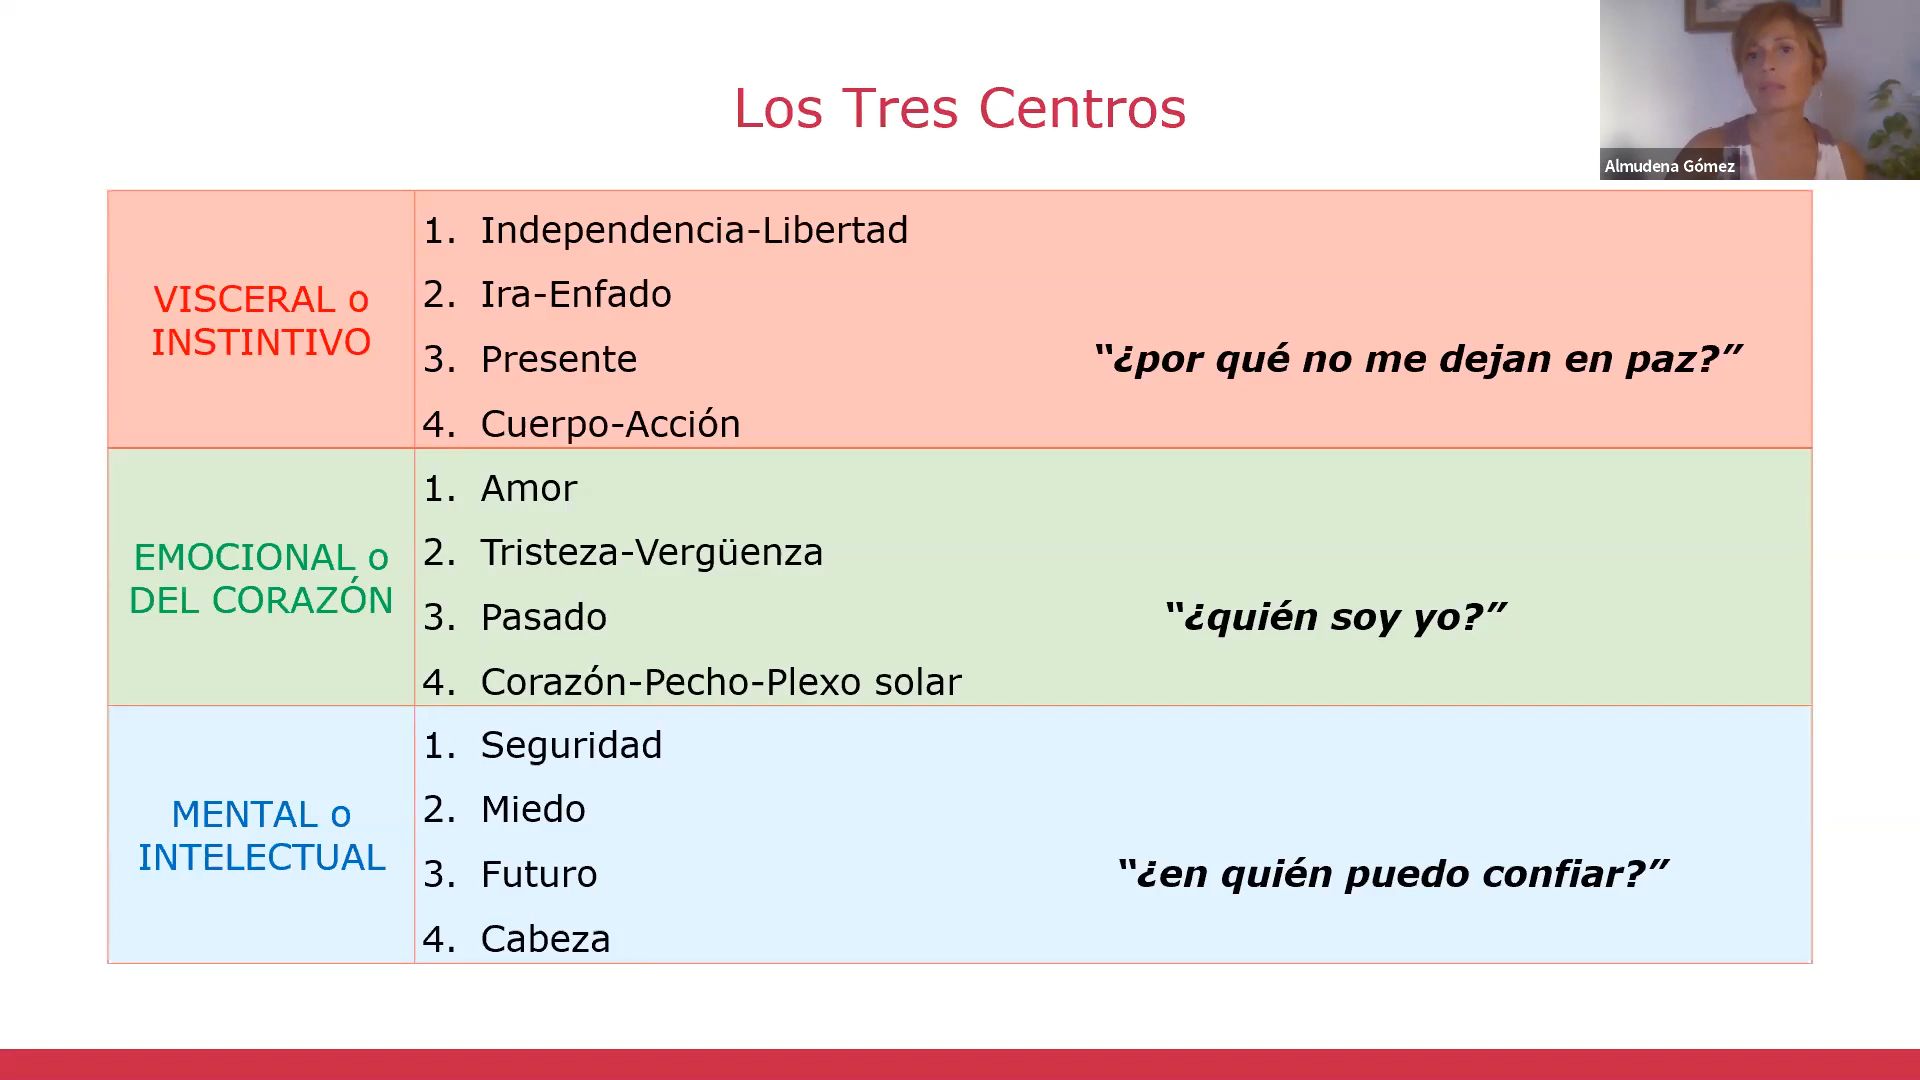 Los Tres Centros
Almudena Gómez
VISCERAL o
INSTINTIVO
1. Independencia-Libertad
2. Ira-Enfado
3. Presente
“¿por qué no me dejan en paz?”
4. Cuerpo-Acción
EMOCIONAL o
DEL CORAZÓN
1. Amor
2. Tristeza-Vergüenza
3. Pasado
“¿quién soy yo?”
4. Corazón-Pecho-Plexo solar
MENTAL o
INTELECTUAL
1. Seguridad
2. Miedo
3. Futuro
“¿en quién puedo confiar?”
4. Cabeza